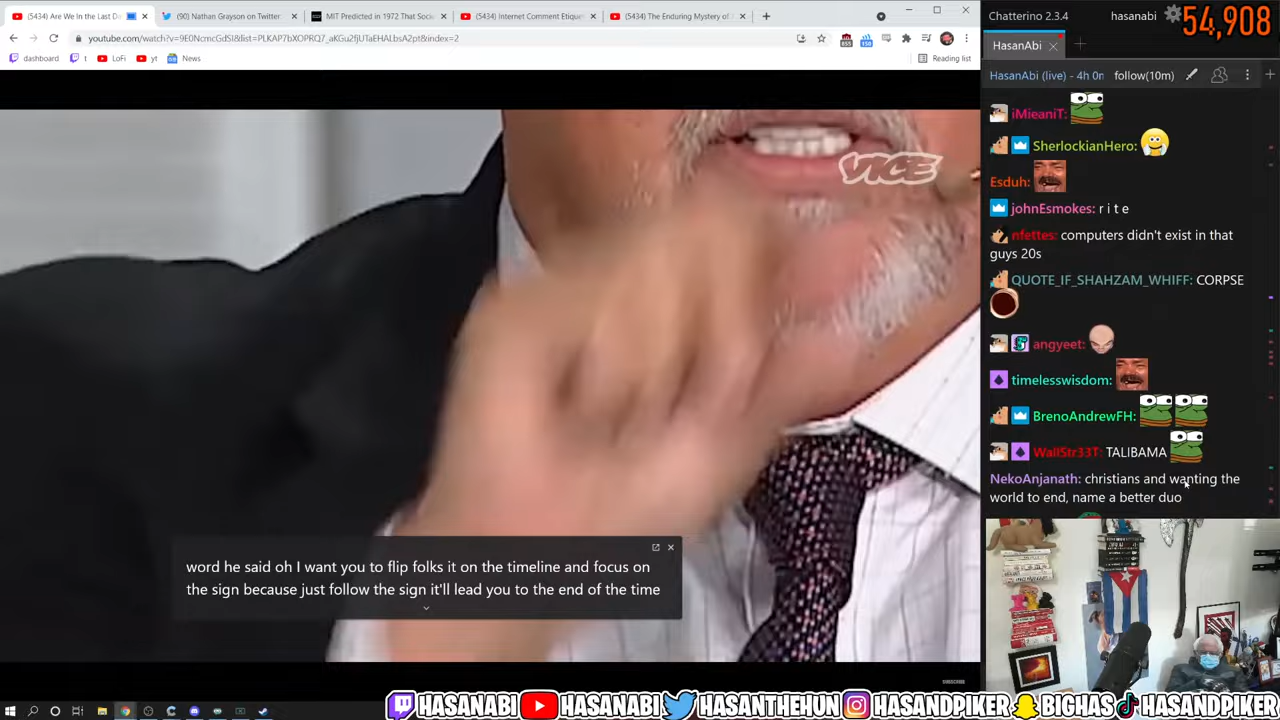 (5434) Are We In the Last Da
(90) Nathan Grayson on Twitter
MIT Predicted in 1972 That Socie
(5434) Internet Comment Etique
(5434) The Enduring Mystery of
youtube.com/watch?v=9E0NcmcGdSI&list=PLKAP7bXOPRQ7_aKGu2fjUTaEHALbsA2pt&index=2
dashboard
t
LoFi
yt
News
Reading list
VICE
word he said oh I want you to flip folks it on the timeline and focus on
the sign because just follow the sign it'll lead you to the end of the time
SUBSCRIBE
Chatterino 2.3.4
hasanabi
54,908
HasanAbi
HasanAbi (live) - 4h 0m
follow(10m)
iMieaniT:
SherlockianHero:
Esduh:
johnEsmokes: r i t e
nfettes: computers didn't exist in that
guys 20s
QUOTE_IF_SHAHZAM_WHIFF: CORPSE
angyeet:
timelesswisdom:
BrenoAndrewFH:
WallStr33T: TALIBAMA
NekoAnjanath: christians and wanting the
world to end, name a better duo
HASANABI HASANABI HASANTHEHUN HASANDPIKER BIGHAS HASANDPIKER